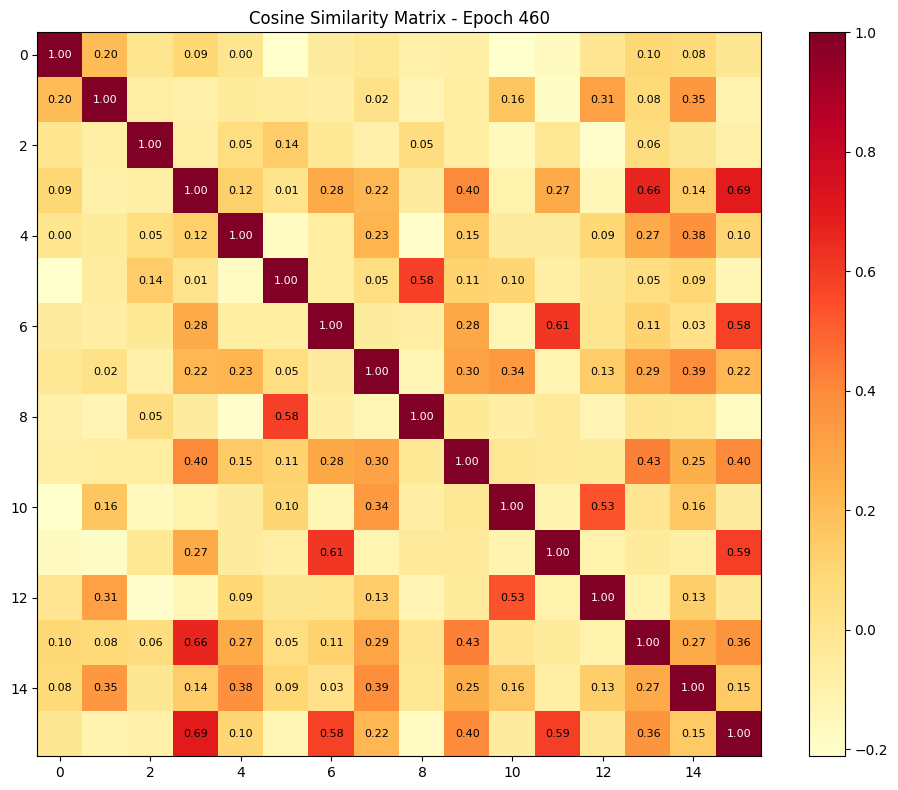 Cosine Similarity Matrix - Epoch 460
0 1.00 0.20 0.09 0.00 0.10 0.08 1.0
0.20 1.00 0.02 0.16 0.31 0.08 0.35
2 1.00 0.05 0.14 0.05 0.06
0.8
0.09 1.00 0.12 0.01 0.28 0.22 0.40 0.27 0.66 0.14 0.69
4 0.00 0.05 0.12 1.00 0.23 0.15 0.09 0.27 0.38 0.10
0.14 0.01 1.00 0.05 0.58 0.11 0.10 0.05 0.09
0.6
6 0.28 1.00 0.28 0.61 0.11 0.03 0.58
0.02 0.22 0.23 0.05 1.00 0.30 0.34 0.13 0.29 0.39 0.22
0.4
8 0.05 0.58 1.00
0.40 0.15 0.11 0.28 0.30 1.00 0.43 0.25 0.40
10 0.16 0.10 0.34 1.00 0.53 0.16
0.2
0.27 0.61 1.00 0.59
12 0.31 0.09 0.13 0.53 1.00 0.13
0.0
0.10 0.08 0.06 0.66 0.27 0.05 0.11 0.29 0.43 1.00 0.27 0.36
14 0.08 0.35 0.14 0.38 0.09 0.03 0.39 0.25 0.16 0.13 0.27 1.00 0.15
0.69 0.10 0.58 0.22 0.40 0.59 0.36 0.15 1.00
−0.2
0 2 4 6 8 10 12 14